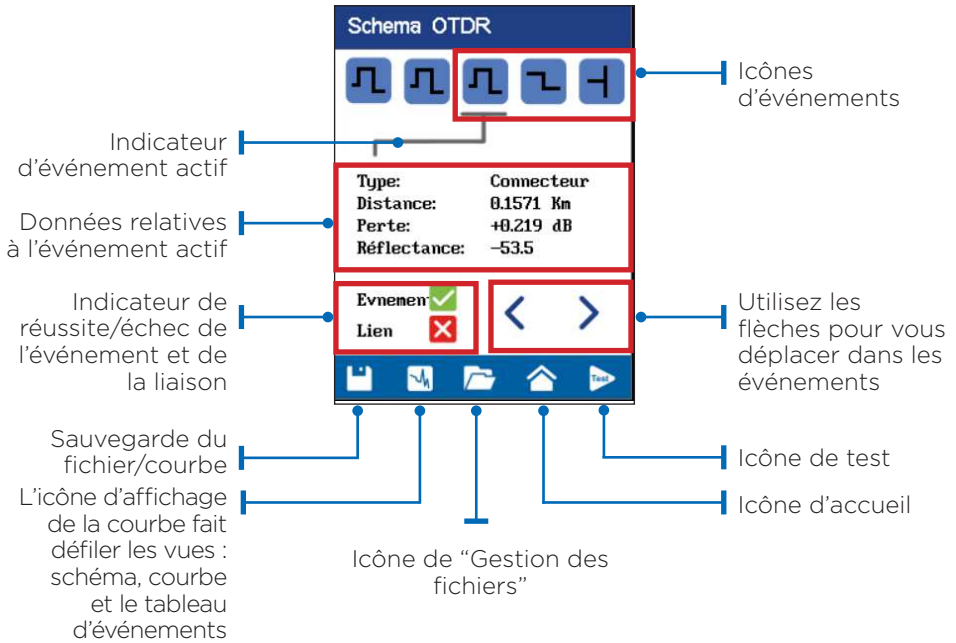 Schema OTDR
Icônes
d'événements
Indicateur
d'événement actif
Type: Connecteur
Distance: 0.1571 Km
Perte: +0.219 dB
Réflectance: -53.5
Données relatives
à l'événement actif
Evnemen
Lien
Indicateur de
réussite/échec de
l'événement et de
la liaison
Utilisez les
flèches pour vous
déplacer dans les
événements
Test
Sauvegarde du
fichier/courbe
Icône de test
L'icône d'affichage
de la courbe fait
défiler les vues :
schéma, courbe
et le tableau
d'événements
Icône d'accueil
Icône de “Gestion des
fichiers”